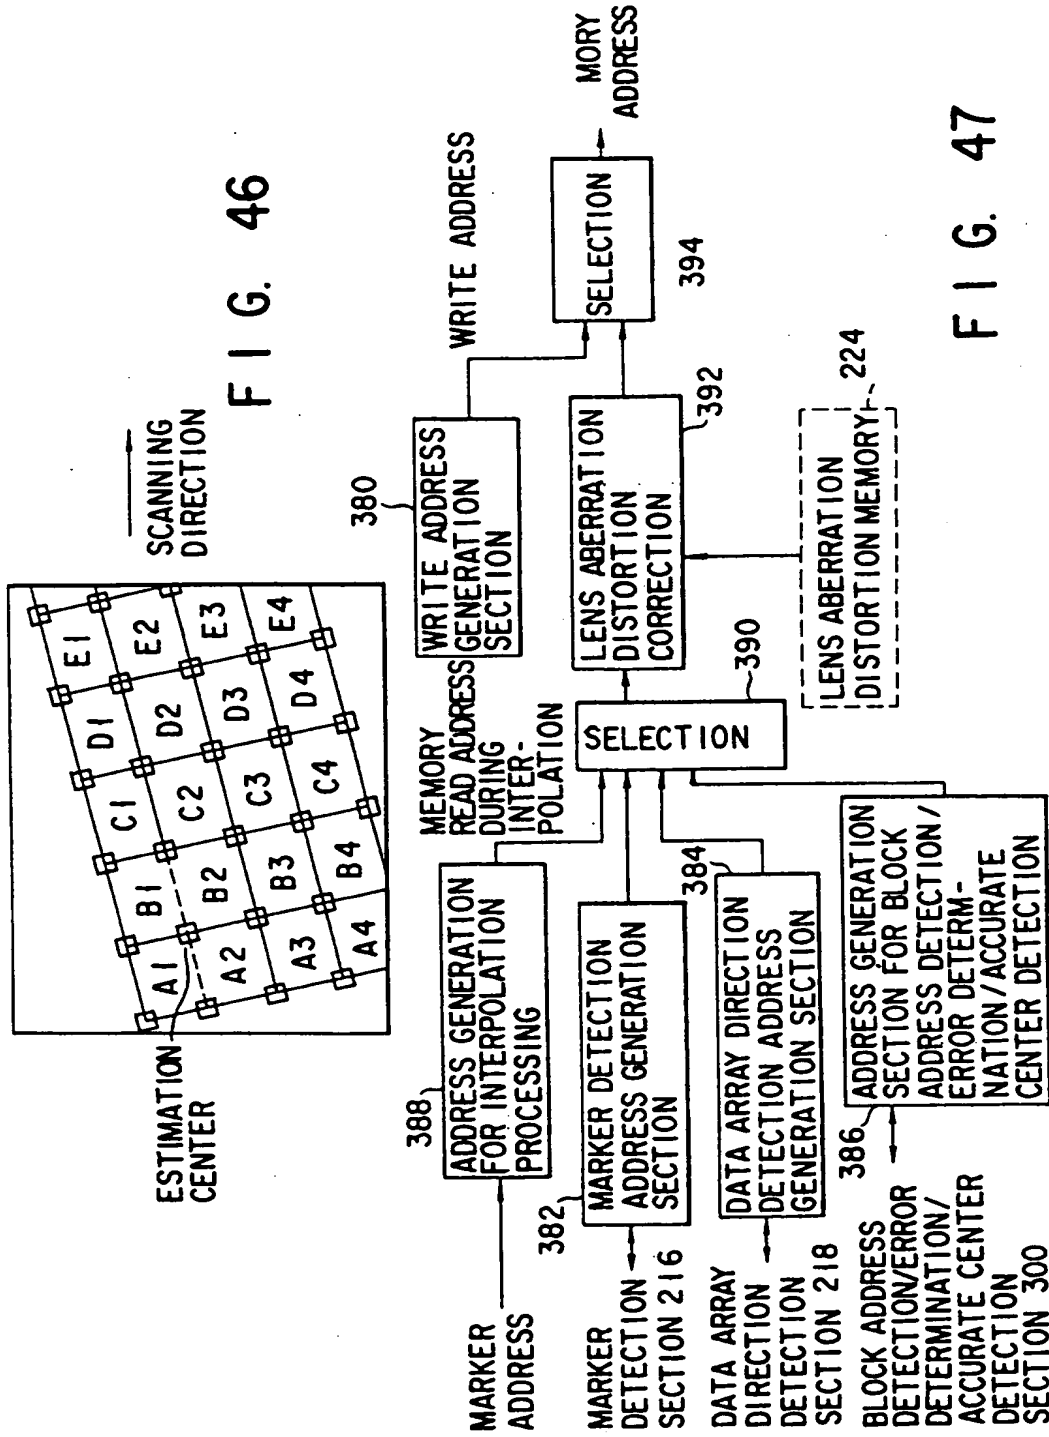 ESTIMATION
CENTER
A1
B1
C1
D1
E1
A2
B2
C2
D2
E2
A3
B3
C3
D3
E3
A4
B4
C4
D4
E4
SCANNING
DIRECTION
F I G. 46
MARKER
ADDRESS
388
ADDRESS GENERATION
FOR INTERPOLATION
PROCESSING
MEMORY
READ ADDRESS
DURING
INTER-
POLATION
380
WRITE ADDRESS
GENERATION
SECTION
WRITE ADDRESS
MARKER
DETECTION
SECTION 216
382
MARKER DETECTION
ADDRESS GENERATION
SECTION
SELECTION
390
LENS ABERRATION
DISTORTION
CORRECTION
392
SELECTION
394
MORY
ADDRESS
DATA ARRAY
DIRECTION
DETECTION
SECTION 218
384
DATA ARRAY DIRECTION
DETECTION ADDRESS
GENERATION SECTION
LENS ABERRATION
DISTORTION MEMORY
224
BLOCK ADDRESS
DETECTION/ERROR
DETERMINATION/
ACCURATE CENTER
DETECTION
SECTION 300
386
ADDRESS GENERATION
SECTION FOR BLOCK
ADDRESS DETECTION/
ERROR DETERM-
NATION/ACCURATE
CENTER DETECTION
F I G. 47